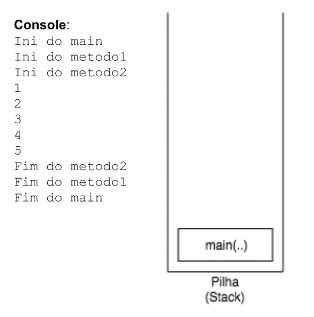 Console:
Ini do main
Ini do metodo1
Ini do metodo2
1
2
3
4
5
Fim do metodo2
Fim do metodo1
Fim do main
main(..)
Pilha
(Stack)